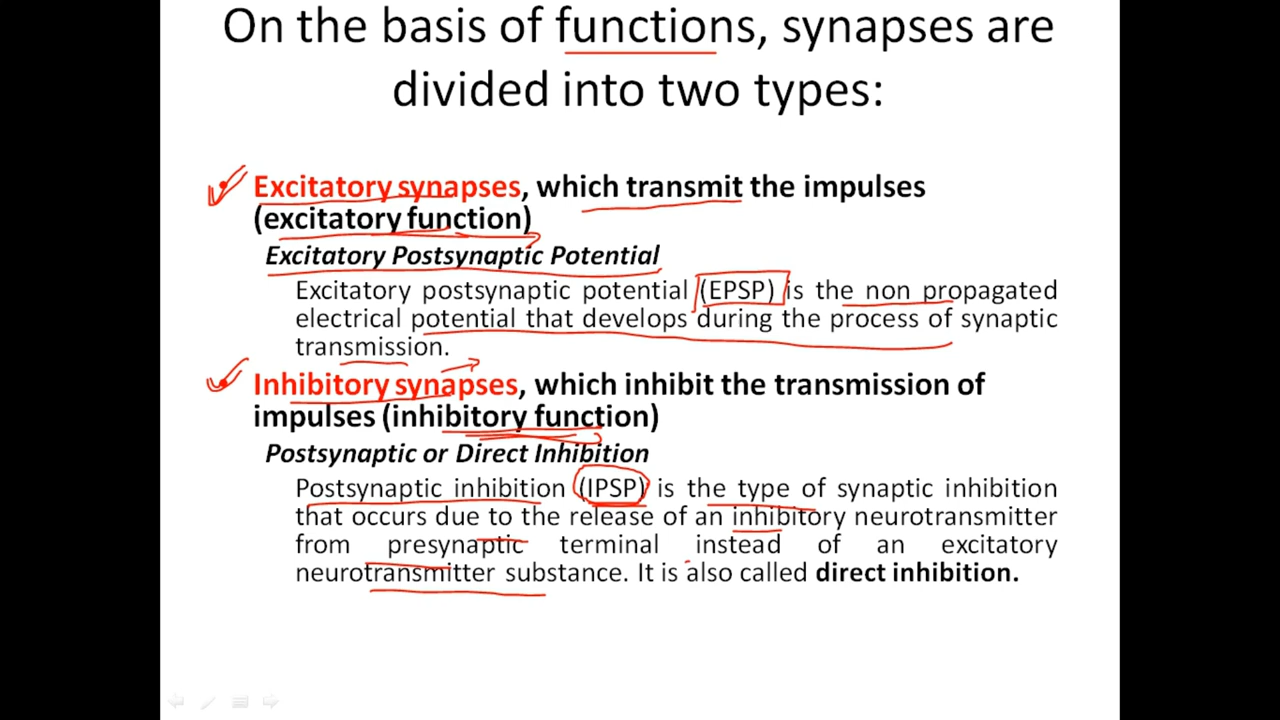 On the basis of functions, synapses are
divided into two types:
Excitatory synapses, which transmit the impulses
(excitatory function)
Excitatory Postsynaptic Potential
Excitatory postsynaptic potential (EPSP) is the non propagated
electrical potential that develops during the process of synaptic
transmission.
Inhibitory synapses, which inhibit the transmission of
impulses (inhibitory function)
Postsynaptic or Direct Inhibition
Postsynaptic inhibition (IPSP) is the type of synaptic inhibition
that occurs due to the release of an inhibitory neurotransmitter
from presynaptic terminal instead of an excitatory
neurotransmitter substance. It is also called direct inhibition.